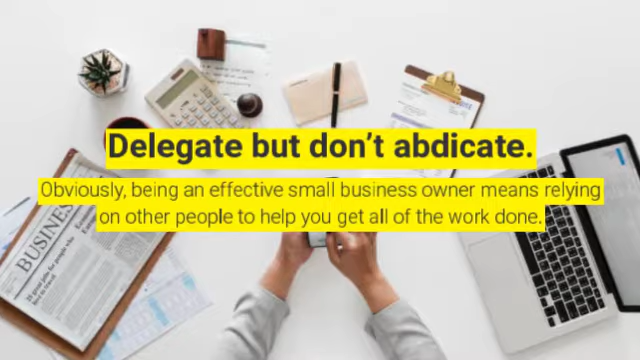 Delegate but don’t abdicate.
Obviously, being an effective small business owner means relying
on other people to help you get all of the work done.
BUSINESS